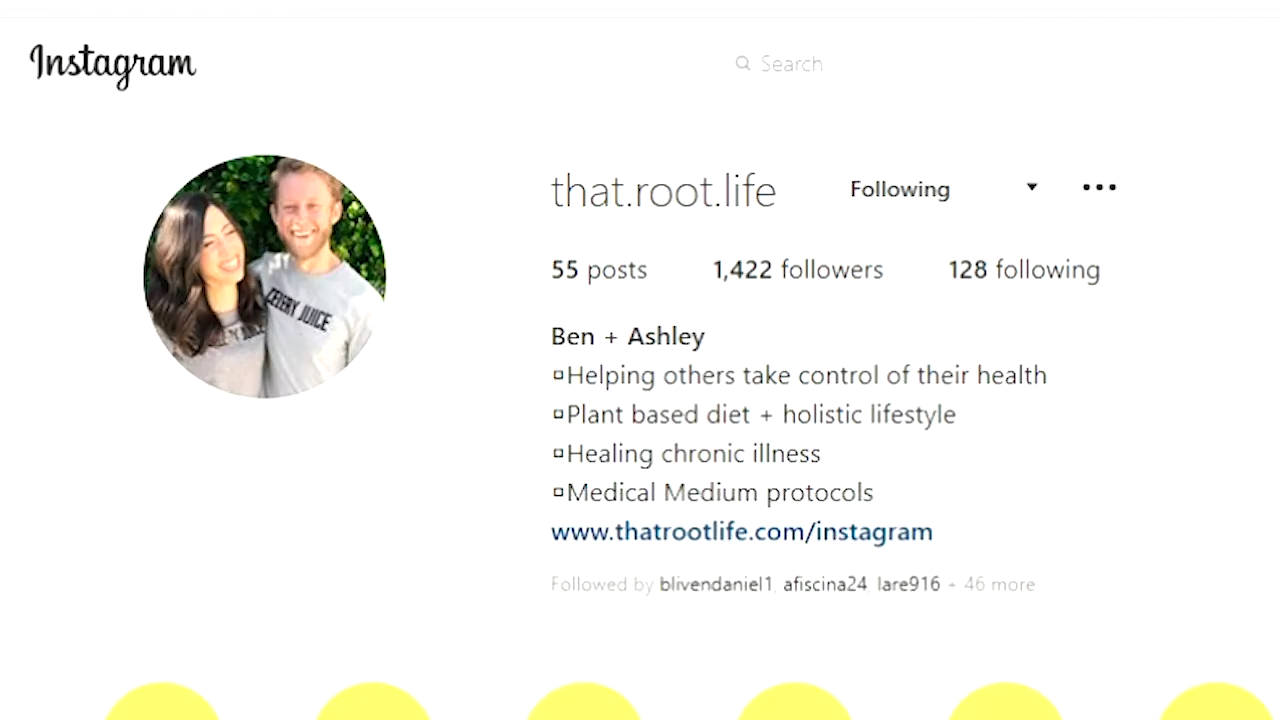 Instagram
Search
that.root.life
Following
55 posts
1,422 followers
128 following
Ben + Ashley
▫Helping others take control of their health
▫Plant based diet + holistic lifestyle
▫Healing chronic illness
▫Medical Medium protocols
www.thatrootlife.com/instagram
Followed by blivendaniel1, afiscina24, lare916 + 46 more
CELERY JUICE